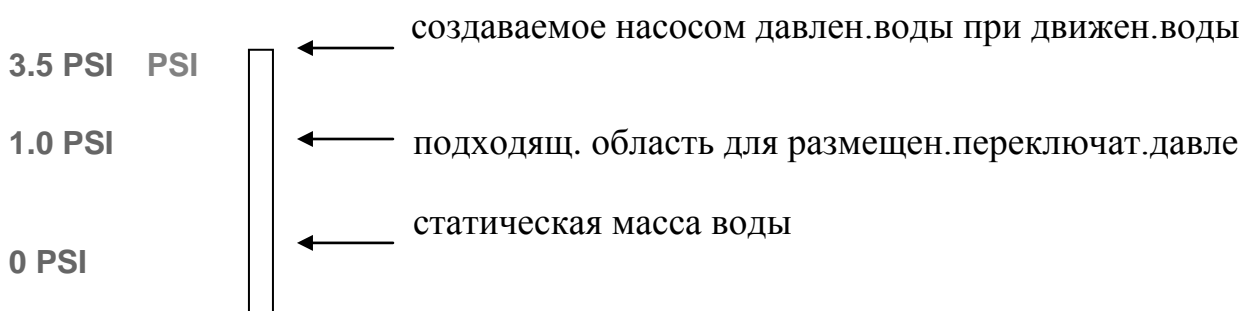 создаваемое насосом давлен.воды при движен.воды
3.5 PSI PSI
1.0 PSI
подходящ. область для размещен.переключат.давле
статическая масса воды
0 PSI